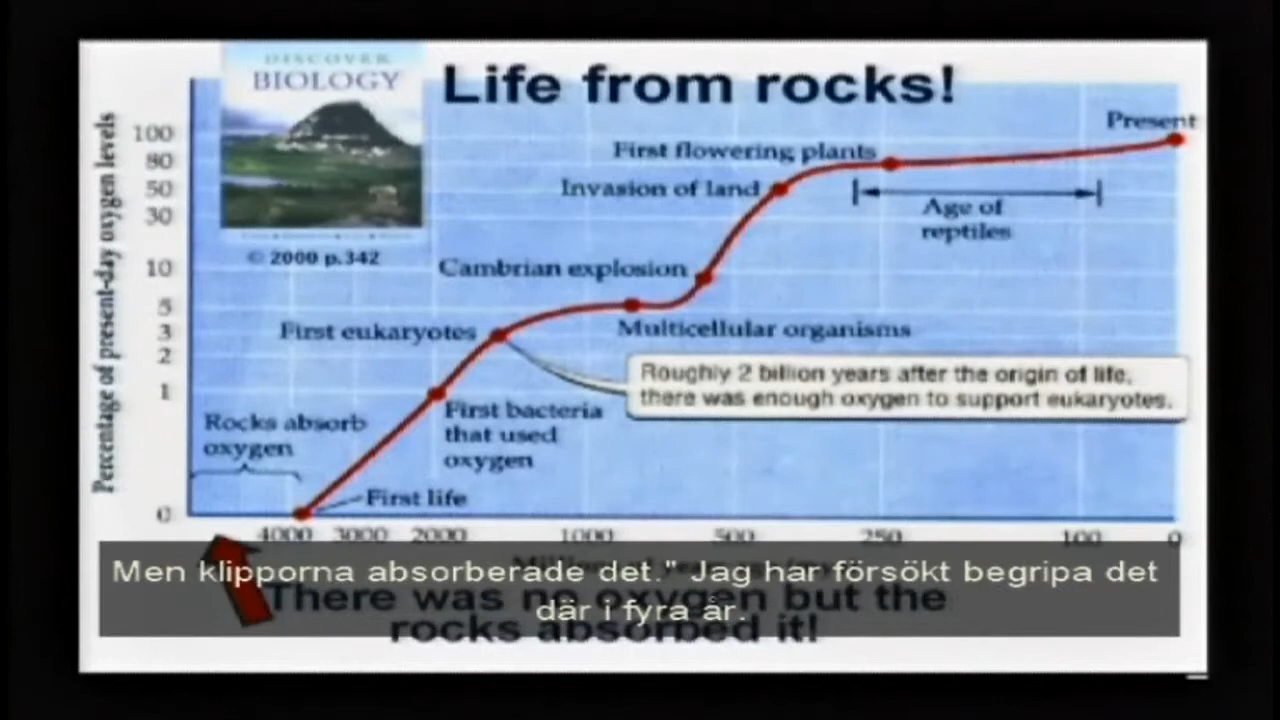 DISCOVER
BIOLOGY
© 2000 p.342
Life from rocks!
Percentage of present-day oxygen levels
100
80
50
30
10
5
3
2
1
0
Present
First flowering plants
Invasion of land
Age of
reptiles
Cambrian explosion
First eukaryotes
Multicellular organisms
Roughly 2 billion years after the origin of life,
there was enough oxygen to support eukaryotes.
Rocks absorb
oxygen
First bacteria
that used
oxygen
First life
4000 3000 2000 1000 500 250 100 0
Men klipporna absorberade det." Jag har försökt begripa det
där i fyra år.
There was no oxygen but the
rocks absorbed it!